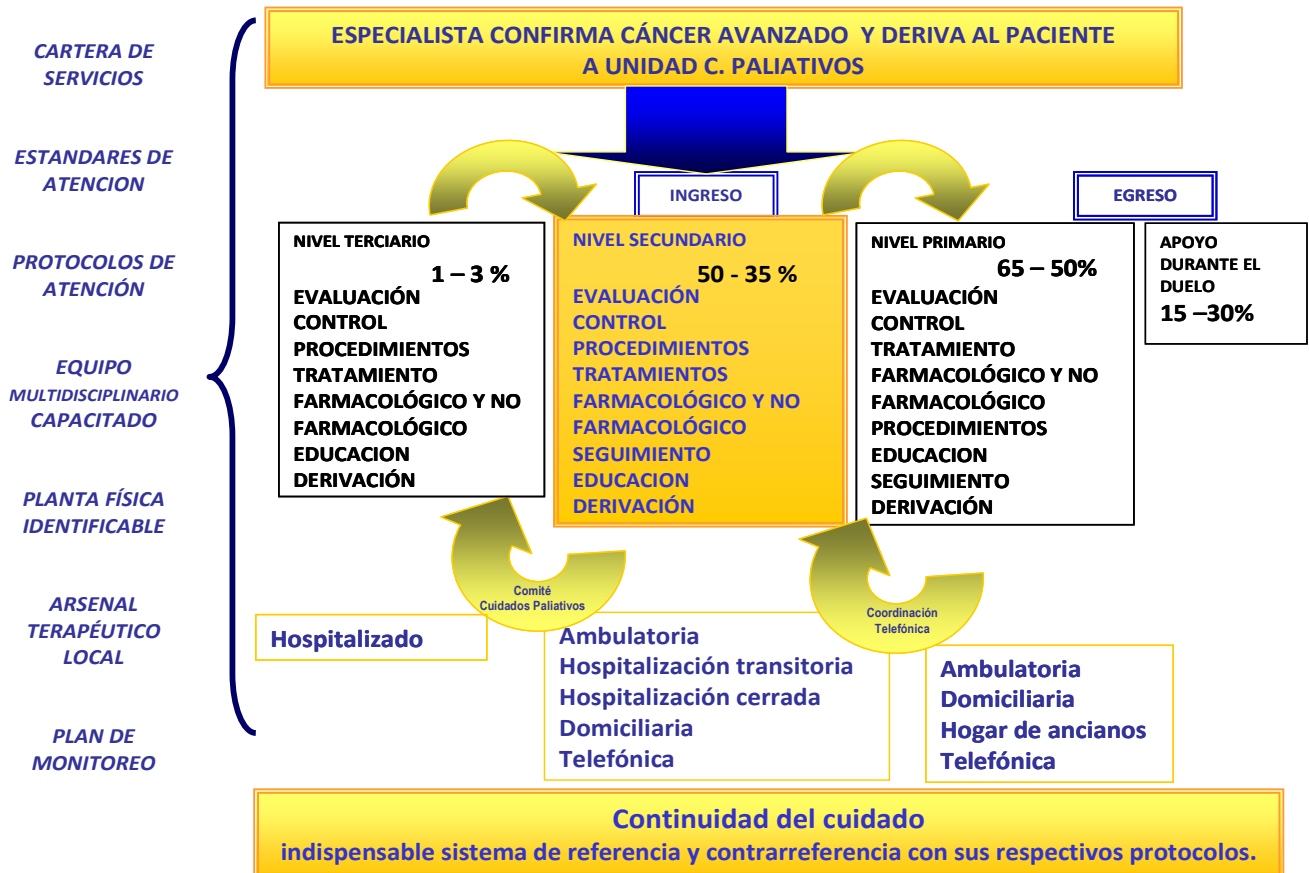 ESPECIALISTA CONFIRMA CÁNCER AVANZADO Y DERIVA AL PACIENTE
A UNIDAD C. PALIATIVOS
CARTERA DE
SERVICIOS
ESTANDARES DE
ATENCION
PROTOCOLOS DE
ATENCIÓN
EQUIPO
MULTIDISCIPLINARIO
CAPACITADO
PLANTA FÍSICA
IDENTIFICABLE
ARSENAL
TERAPÉUTICO
LOCAL
PLAN DE
MONITOREO
INGRESO
EGRESO
NIVEL TERCIARIO
1 – 3 %
EVALUACIÓN
CONTROL
PROCEDIMIENTOS
TRATAMIENTO
FARMACOLÓGICO Y NO
FARMACOLÓGICO
EDUCACION
DERIVACIÓN
NIVEL SECUNDARIO
50 - 35 %
EVALUACIÓN
CONTROL
PROCEDIMIENTOS
TRATAMIENTOS
FARMACOLÓGICO Y NO
FARMACOLÓGICO
SEGUIMIENTO
EDUCACION
DERIVACIÓN
NIVEL PRIMARIO
65 – 50%
EVALUACIÓN
CONTROL
TRATAMIENTO
FARMACOLÓGICO Y NO
FARMACOLÓGICO
PROCEDIMIENTOS
EDUCACION
SEGUIMIENTO
DERIVACIÓN
APOYO
DURANTE EL
DUELO
15 –30%
Comité
Cuidados Paliativos
Coordinación
Telefónica
Hospitalizado
Ambulatoria
Hospitalización transitoria
Hospitalización cerrada
Domiciliaria
Telefónica
Ambulatoria
Domiciliaria
Hogar de ancianos
Telefónica
Continuidad del cuidado
indispensable sistema de referencia y contrarreferencia con sus respectivos protocolos.